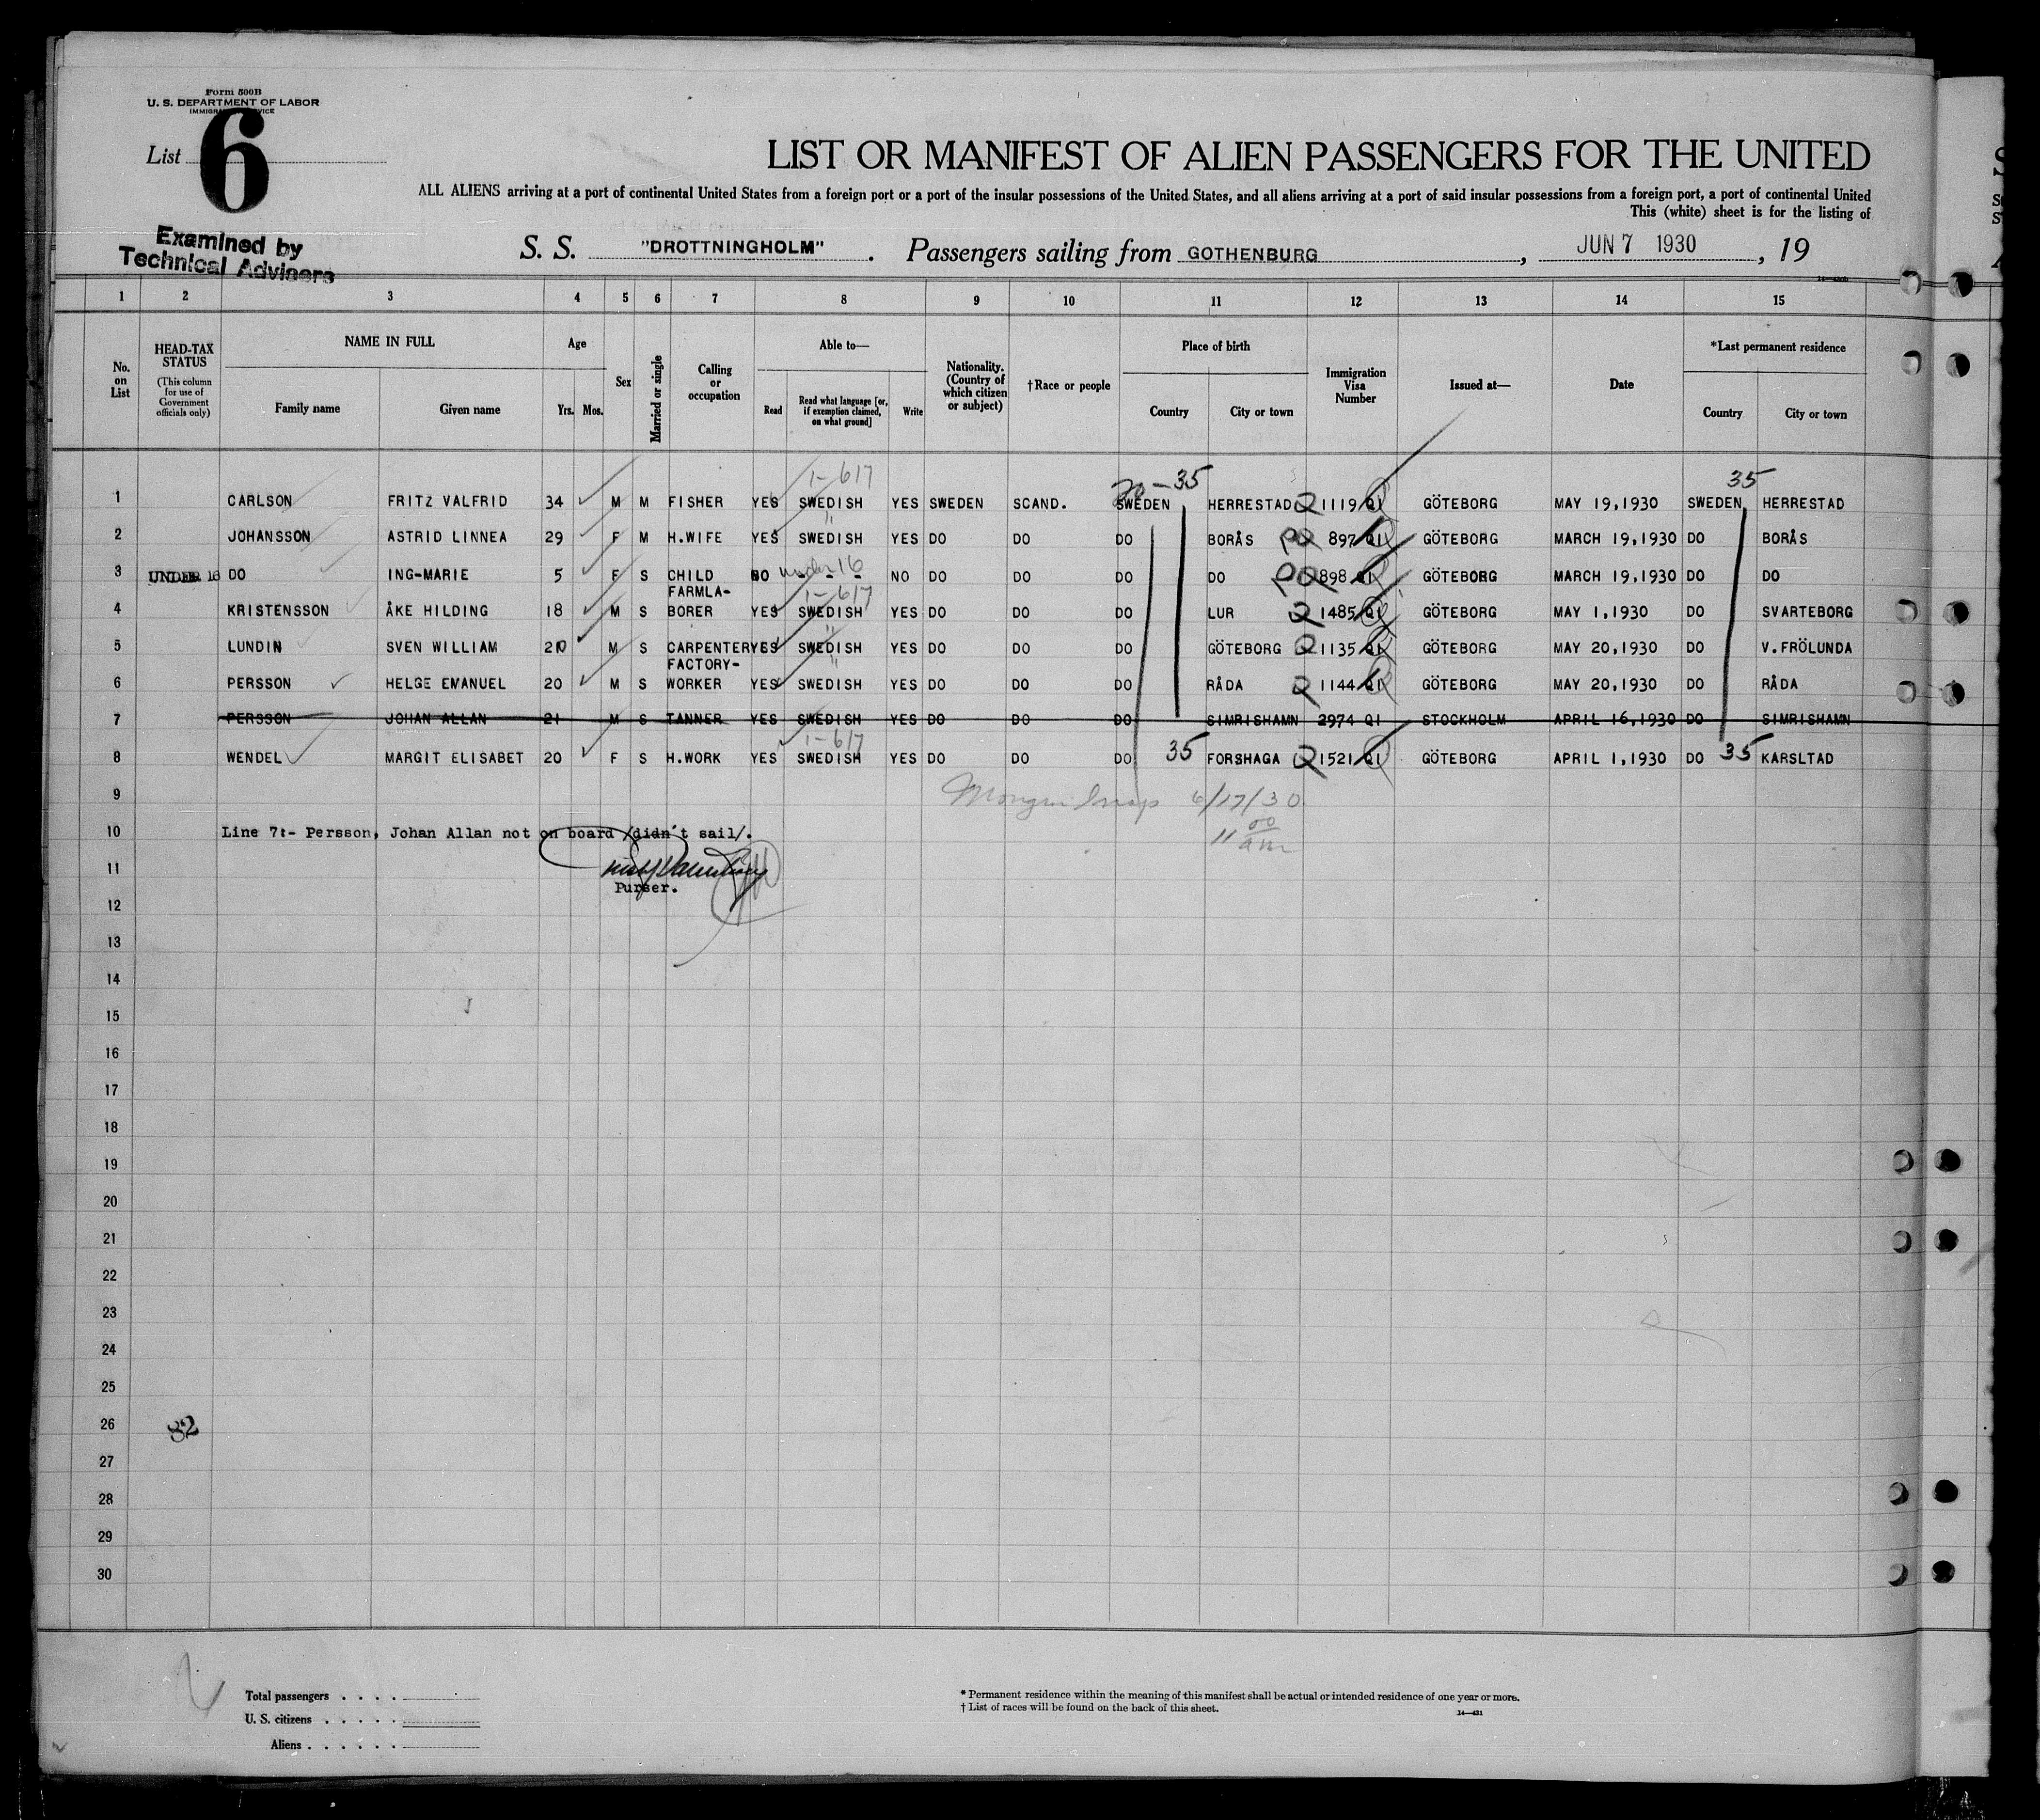 Form 500B
U. S. DEPARTMENT OF LABOR
List 6
LIST OR MANIFEST OF ALIEN PASSENGERS FOR THE UNITED
ALL ALIENS arriving at a port of continental United States from a foreign port or a port of the insular possessions of the United States, and all aliens arriving at a port of said insular possessions from a foreign port, a port of continental United
This (white) sheet is for the listing of
Examined by
Technical Advisers
S. S. "DROTTNINGHOLM". Passengers sailing from GOTHENBURG, JUN 7 1930, 19
1 2 3 4 5 6 7 8 9 10 11 12 13 14 15
No. on List
HEAD-TAX STATUS (This column for use of Government officials only)
NAME IN FULL
Family name
Given name
Age
Yrs. Mos.
Sex
Married or single
Calling or occupation
Able to—
Read
Read what language [or, if exemption claimed, on what ground]
Write
Nationality. (Country of which citizen or subject)
†Race or people
Place of birth
Country
City or town
Immigration Visa Number
Issued at—
Date
*Last permanent residence
Country
City or town
1-617 35 35
1 CARLSON FRITZ VALFRID 34 M M FISHER YES SWEDISH YES SWEDEN SCAND. SWEDEN HERRESTAD 1119 QI GÖTEBORG MAY 19,1930 SWEDEN HERRESTAD
2 JOHANSSON ASTRID LINNEA 29 F M H.WIFE YES SWEDISH YES DO DO DO BORÅS 897 QI GÖTEBORG MARCH 19,1930 DO BORÅS
3 UNDER 16 DO ING-MARIE 5 F S CHILD NO under 16 NO DO DO DO DO 898 QI GÖTEBORG MARCH 19,1930 DO DO
FARMLA- 1-617
4 KRISTENSSON ÅKE HILDING 18 M S BORER YES SWEDISH YES DO DO DO LUR 1485 QI GÖTEBORG MAY 1,1930 DO SVARTEBORG
5 LUNDIN SVEN WILLIAM 20 M S CARPENTER YES SWEDISH YES DO DO DO GÖTEBORG 1135 QI GÖTEBORG MAY 20,1930 DO V.FRÖLUNDA
FACTORY-
6 PERSSON HELGE EMANUEL 20 M S WORKER YES SWEDISH YES DO DO DO RÅDA 1144 QI GÖTEBORG MAY 20,1930 DO RÅDA
7 PERSSON JOHAN ALLAN 21 M S TANNER YES SWEDISH YES DO DO DO SIMRISHAMN 2974 QI STOCKHOLM APRIL 16,1930 DO SIMRISHAMN
1-617
8 WENDEL MARGIT ELISABET 20 F S H.WORK YES SWEDISH YES DO DO DO 35 FORSHAGA 1521 QI GÖTEBORG APRIL 1,1930 DO 35 KARSLTAD
9 6/17/30
10 Line 7:- Persson, Johan Allan not on board /didn't sail/. 11 00 am
11
Purser.
12
13
14
15
16
17
18
19
20
21
22
23
24
25
26 82
27
28
29
30
Total passengers . . . .
U. S. citizens . . . . .
Aliens . . . . . .
* Permanent residence within the meaning of this manifest shall be actual or intended residence of one year or more.
† List of races will be found on the back of this sheet.
14—421